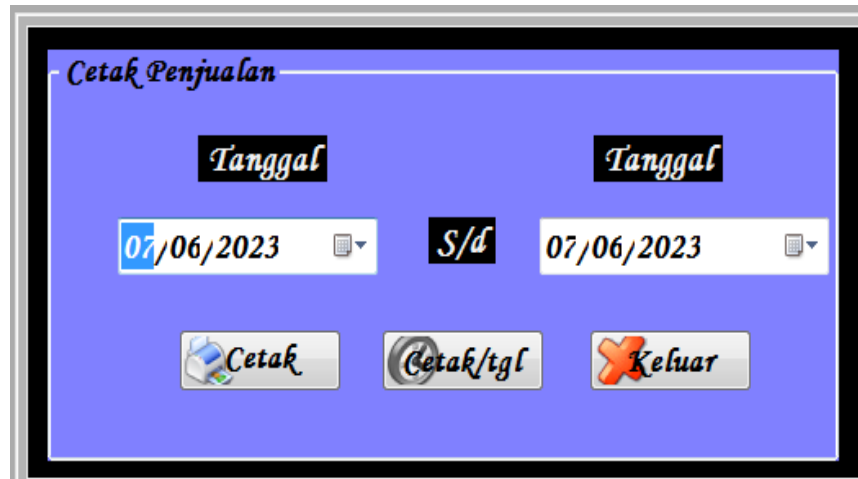 Cetak Penjualan
Tanggal Tanggal
07/06/2023 S/d 07/06/2023
Cetak Cetak/tgl Keluar